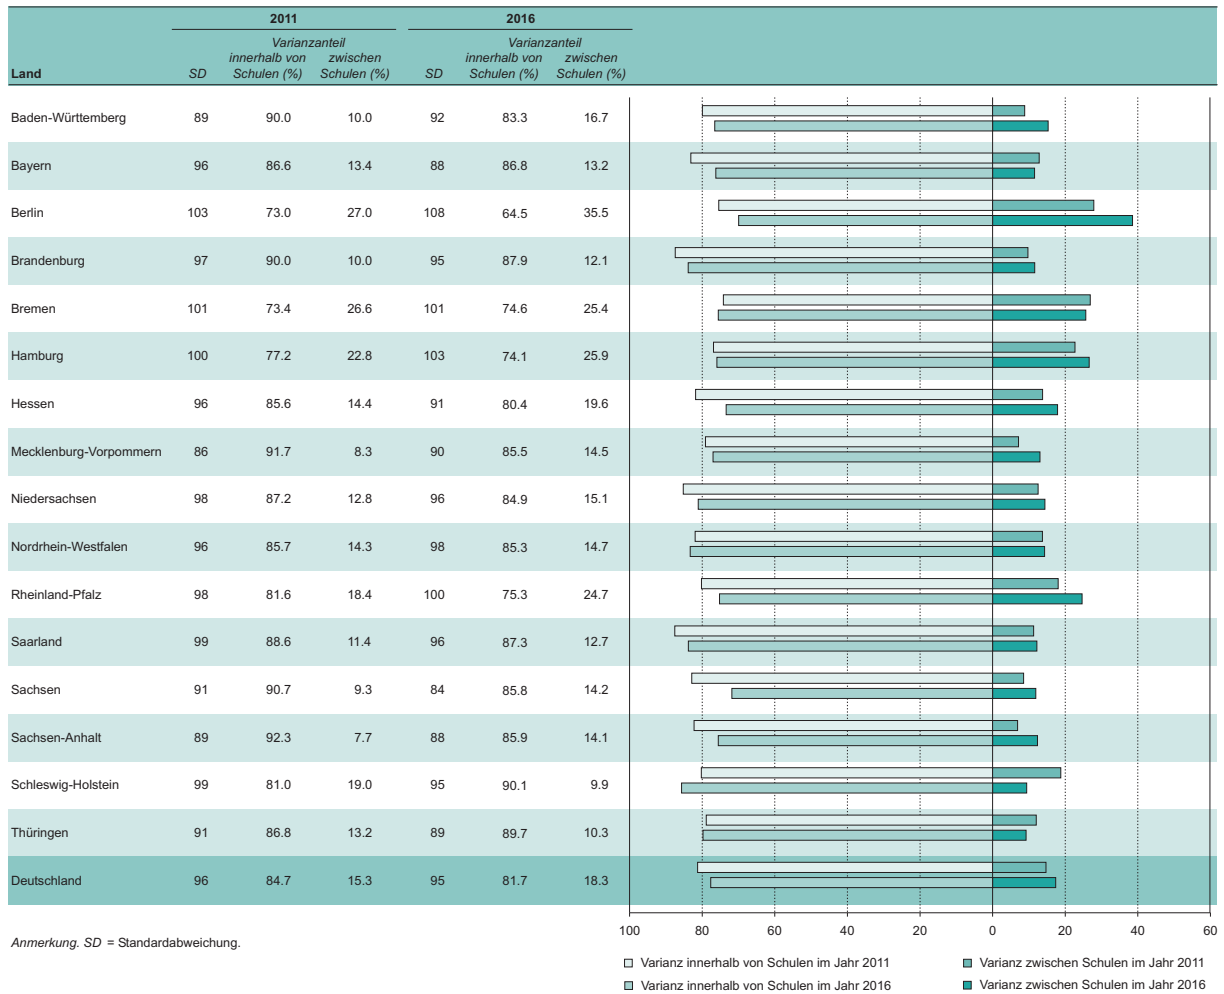 2011 2016
Varianzanteil Varianzanteil
innerhalb von zwischen innerhalb von zwischen
Land SD Schulen (%) Schulen (%) SD Schulen (%) Schulen (%)
Baden-Württemberg 89 90.0 10.0 92 83.3 16.7
Bayern 96 86.6 13.4 88 86.8 13.2
Berlin 103 73.0 27.0 108 64.5 35.5
Brandenburg 97 90.0 10.0 95 87.9 12.1
Bremen 101 73.4 26.6 101 74.6 25.4
Hamburg 100 77.2 22.8 103 74.1 25.9
Hessen 96 85.6 14.4 91 80.4 19.6
Mecklenburg-Vorpommern 86 91.7 8.3 90 85.5 14.5
Niedersachsen 98 87.2 12.8 96 84.9 15.1
Nordrhein-Westfalen 96 85.7 14.3 98 85.3 14.7
Rheinland-Pfalz 98 81.6 18.4 100 75.3 24.7
Saarland 99 88.6 11.4 96 87.3 12.7
Sachsen 91 90.7 9.3 84 85.8 14.2
Sachsen-Anhalt 89 92.3 7.7 88 85.9 14.1
Schleswig-Holstein 99 81.0 19.0 95 90.1 9.9
Thüringen 91 86.8 13.2 89 89.7 10.3
Deutschland 96 84.7 15.3 95 81.7 18.3
100 80 60 40 20 0 20 40 60
Anmerkung. SD = Standardabweichung.
Varianz innerhalb von Schulen im Jahr 2011 Varianz zwischen Schulen im Jahr 2011
Varianz innerhalb von Schulen im Jahr 2016 Varianz zwischen Schulen im Jahr 2016